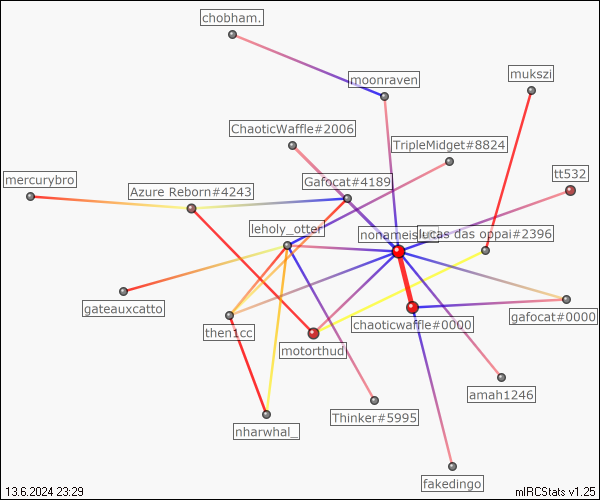 chobham.
moonraven
mukszi
ChaoticWaffle#2006
TripleMidget#8824
mercurybro
Azure Reborn#4243
Gafocat#4189
tt532
leholy_otter
lucas das oppai#2396
gateauxcatto
then1cc
chaoticwaffle#0000
gafocat#0000
motorthud
amah1246
nharwhal_
Thinker#5995
fakedingo
13.6.2024 23:29
mIRCStats v1.25